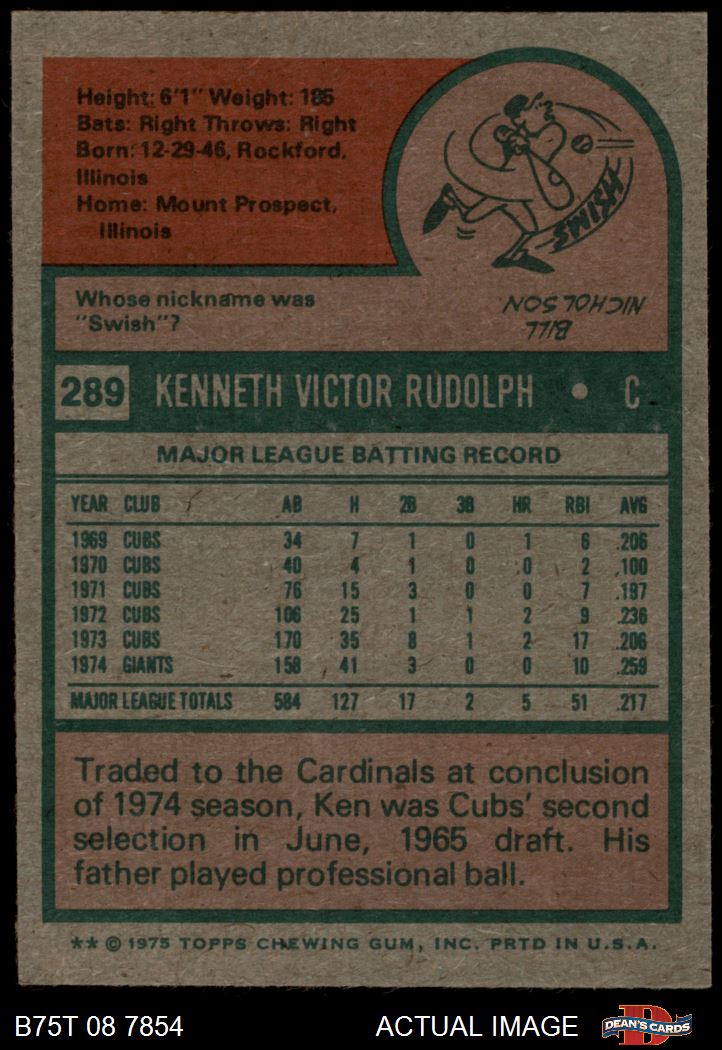 Height: 6'1" Weight: 185
Bats: Right Throws: Right
Born: 12-29-46, Rockford,
Illinois
Home: Mount Prospect,
Illinois
SWISH
Whose nickname was
"Swish"?
BILL
NICHOLSON
289 KENNETH VICTOR RUDOLPH • C
MAJOR LEAGUE BATTING RECORD
YEAR CLUB AB H 2B 3B HR RBI AVG
1969 CUBS 34 7 1 0 1 6 .206
1970 CUBS 40 4 1 0 0 2 .100
1971 CUBS 76 15 3 0 0 7 .197
1972 CUBS 106 25 1 1 2 9 .236
1973 CUBS 170 35 8 1 2 17 .206
1974 GIANTS 158 41 3 0 0 10 .259
MAJOR LEAGUE TOTALS 584 127 17 2 5 51 .217
Traded to the Cardinals at conclusion
of 1974 season, Ken was Cubs' second
selection in June, 1965 draft. His
father played professional ball.
** © 1975 TOPPS CHEWING GUM, INC. PRTD IN U.S.A.
B75T 08 7854 ACTUAL IMAGE D DEAN'S CARDS